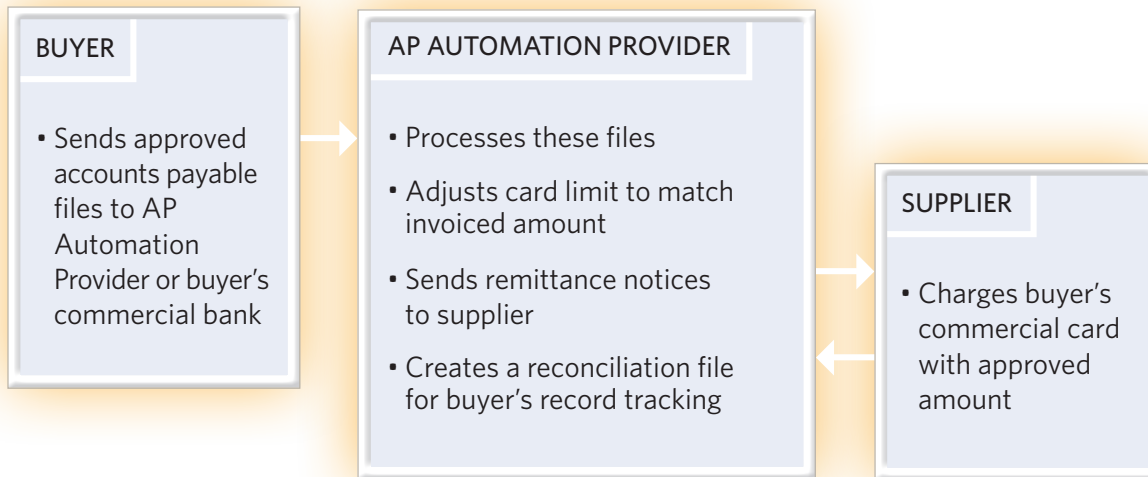 BUYER
• Sends approved
accounts payable
files to AP
Automation
Provider or buyer’s
commercial bank
AP AUTOMATION PROVIDER
• Processes these files
• Adjusts card limit to match
invoiced amount
• Sends remittance notices
to supplier
• Creates a reconciliation file
for buyer’s record tracking
SUPPLIER
• Charges buyer’s
commercial card
with approved
amount